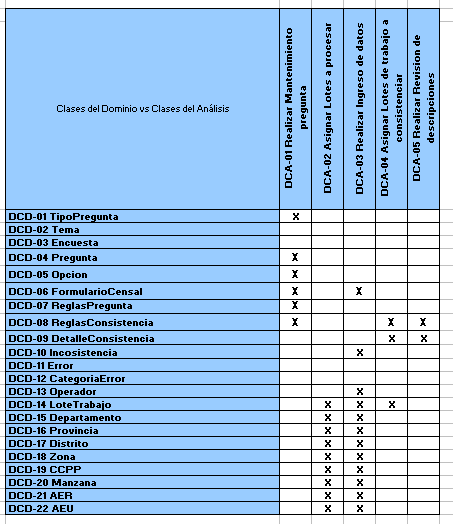 Clases del Dominio vs Clases del Análisis
DCA-01 Realizar Mantenimiento
pregunta
DCA-02 Asignar Lotes a procesar
DCA-03 Realizar Ingreso de datos
DCA-04 Asignar Lotes de trabajo a
consistenciar
DCA-05 Realizar Revision de
descripciones
DCD-01 TipoPregunta X
DCD-02 Tema
DCD-03 Encuesta
DCD-04 Pregunta X
DCD-05 Opcion X
DCD-06 FormularioCensal X X
DCD-07 ReglasPregunta X
DCD-08 ReglasConsistencia X X X
DCD-09 DetalleConsistencia X X
DCD-10 Incosistencia X
DCD-11 Error
DCD-12 CategoriaError
DCD-13 Operador X
DCD-14 LoteTrabajo X X X
DCD-15 Departamento X X
DCD-16 Provincia X X
DCD-17 Distrito X X
DCD-18 Zona X X
DCD-19 CCPP X X
DCD-20 Manzana X X
DCD-21 AER X X
DCD-22 AEU X X